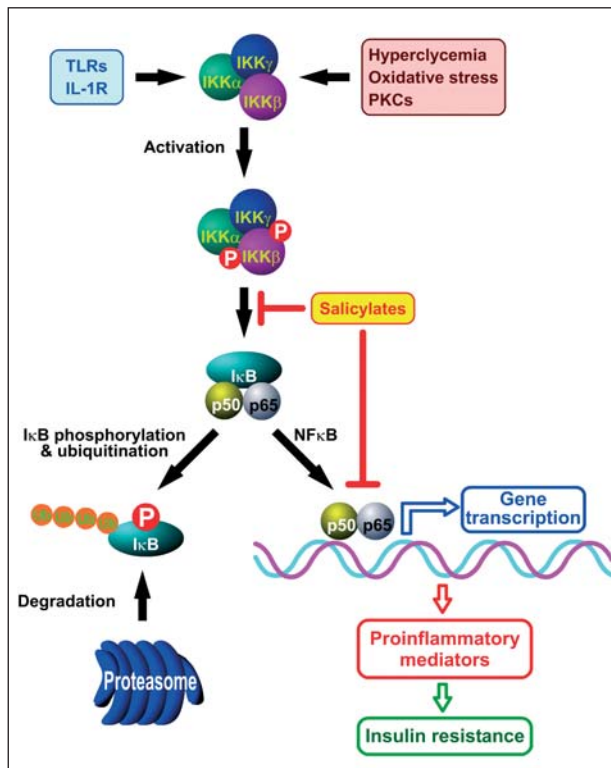 TLRs
IL-1R
IKKγ
IKKα
IKKβ
Hyperclycemia
Oxidative stress
PKCs
Activation
IKKγ
IKKα
P
P
IKKβ
Salicylates
IκB
p50
p65
IκB phosphorylation
& ubiquitination
NFκB
P
IκB
p50
p65
Gene
transcription
Degradation
Proteasome
Proinflammatory
mediators
Insulin resistance